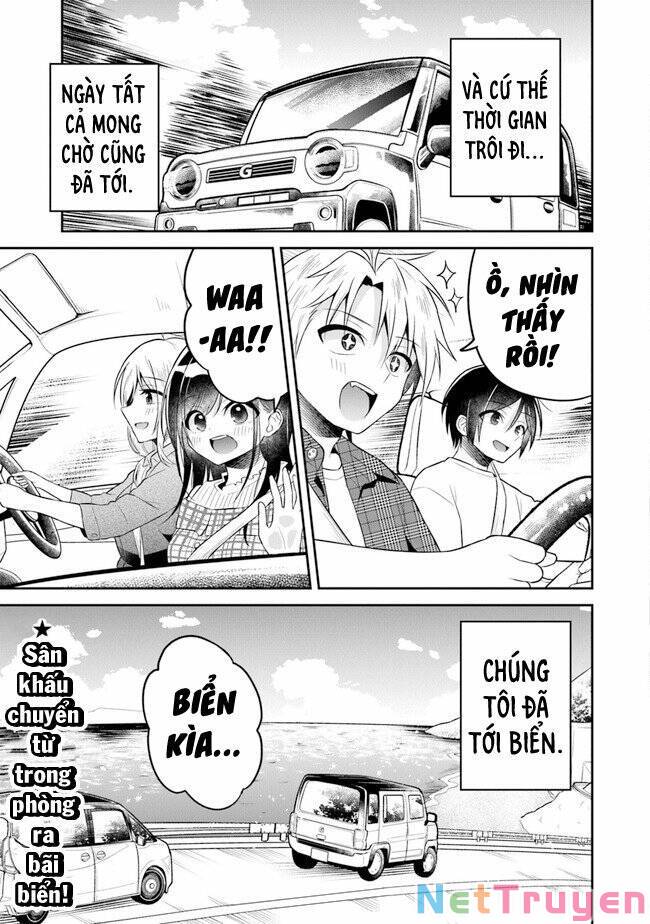 VÀ CỨ THẾ
THỜI GIAN
TRÔI ĐI...
NGÀY TẤT
CẢ MONG
CHỜ CŨNG
ĐÃ TỚI.
G
Ồ, NHÌN
THẤY
RỒI!
WAA
-AA!!
CHÚNG
TÔI ĐÃ
TỚI BIỂN.
BIỂN
KÌA...
★
Sân
khấu
chuyển
từ
trong
phòng
ra
bãi
biển!
NetTruyen